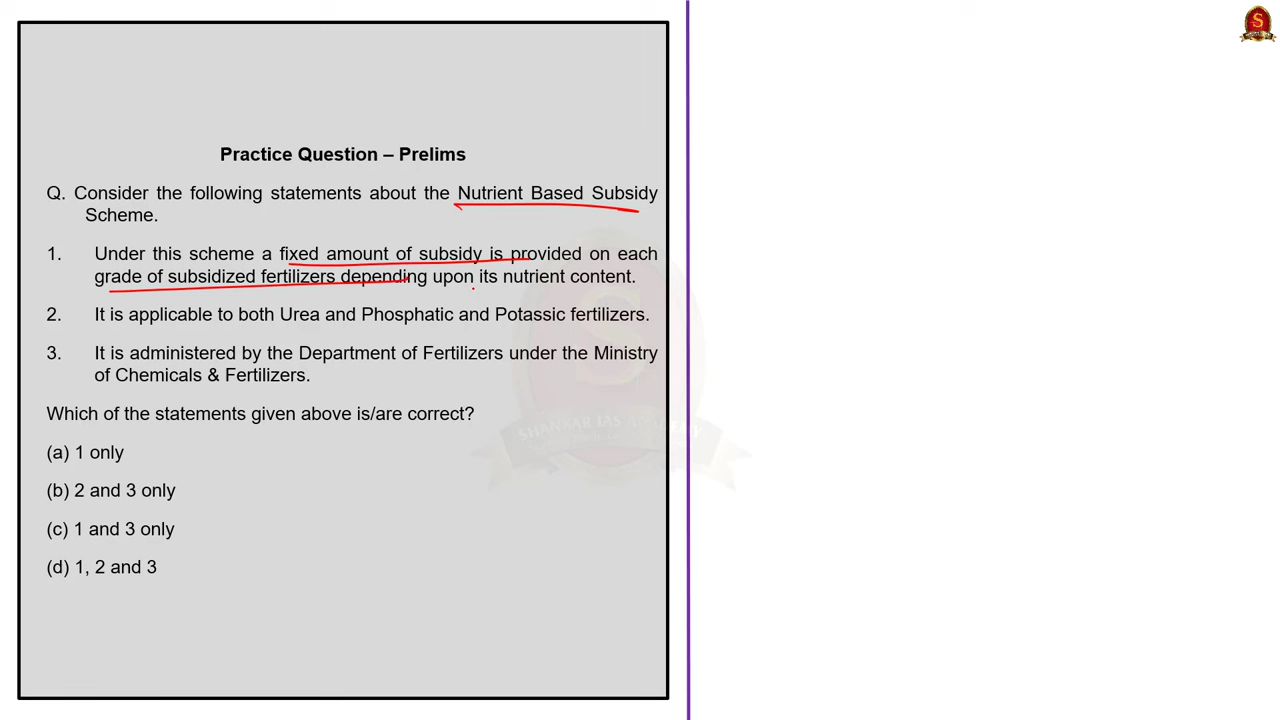 Practice Question – Prelims
Q. Consider the following statements about the Nutrient Based Subsidy
Scheme.
1. Under this scheme a fixed amount of subsidy is provided on each
grade of subsidized fertilizers depending upon its nutrient content.
2. It is applicable to both Urea and Phosphatic and Potassic fertilizers.
3. It is administered by the Department of Fertilizers under the Ministry
of Chemicals & Fertilizers.
Which of the statements given above is/are correct?
(a) 1 only
(b) 2 and 3 only
(c) 1 and 3 only
(d) 1, 2 and 3
S
SHANKAR IAS ACADEMY